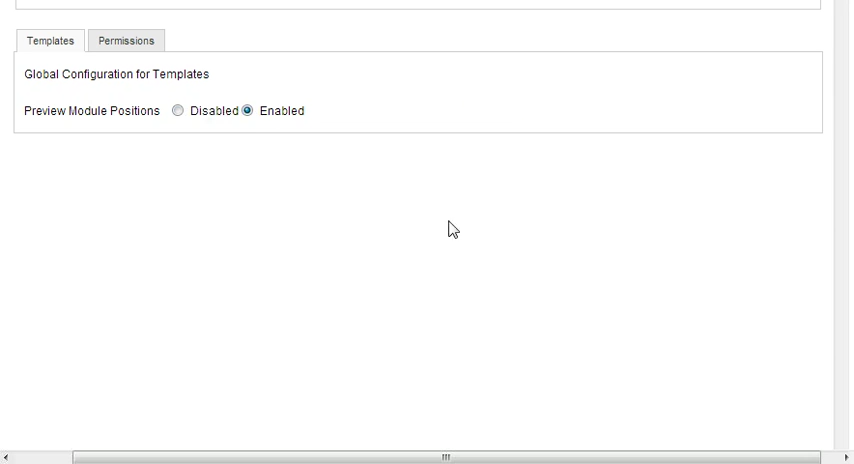 Templates Permissions
Global Configuration for Templates
Preview Module Positions Disabled Enabled